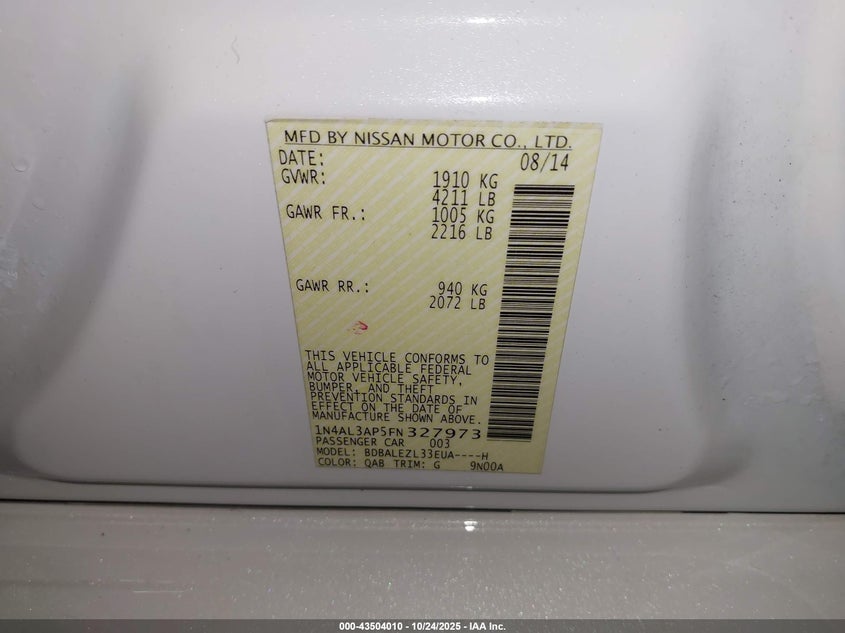 MFD BY NISSAN MOTOR CO., LTD.
DATE: 08/14
GVWR: 1910 KG
4211 LB
GAWR FR.: 1005 KG
2216 LB
GAWR RR.: 940 KG
2072 LB
THIS VEHICLE CONFORMS TO
ALL APPLICABLE FEDERAL
MOTOR VEHICLE SAFETY,
BUMPER, AND THEFT
PREVENTION STANDARDS IN
EFFECT ON THE DATE OF
MANUFACTURE SHOWN ABOVE.
1N4AL3AP5FN327973
PASSENGER CAR 003
MODEL: BDBALEZL33EUA----H
COLOR: QAB TRIM: G 9N00A
000-43504010 - 10/24/2025 - IAA Inc.